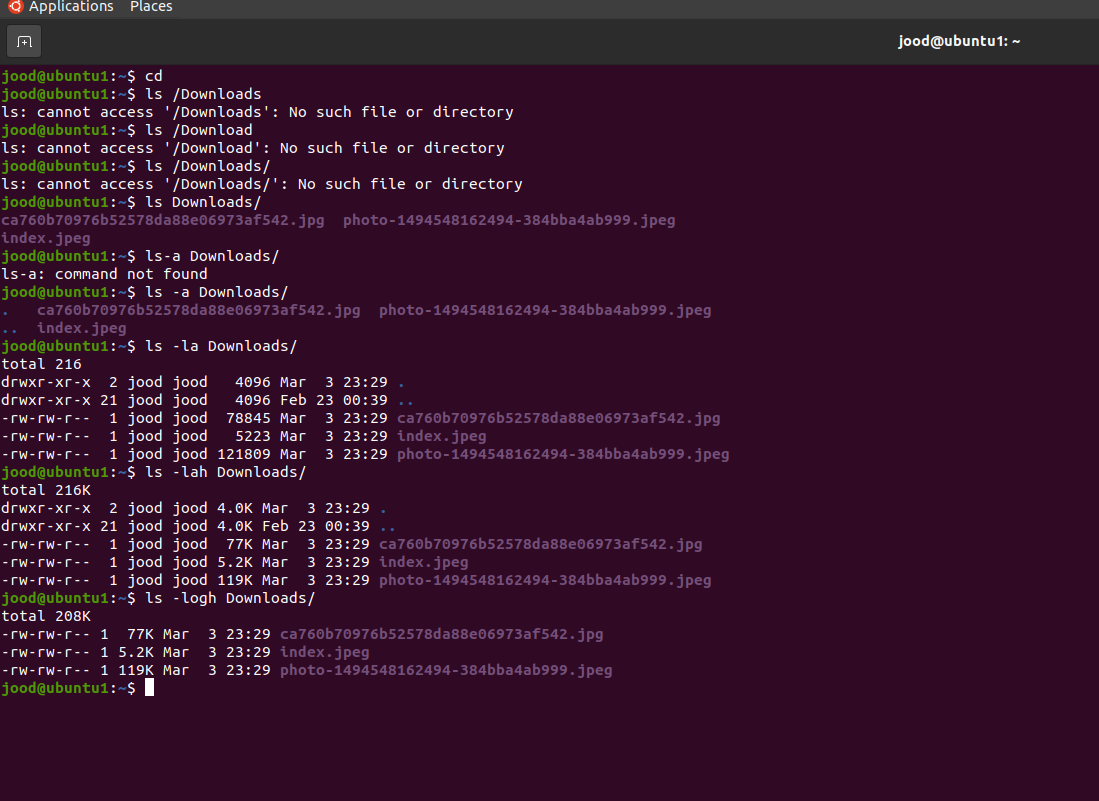 Applications Places
jood@ubuntu1: ~
jood@ubuntu1:~$ cd
jood@ubuntu1:~$ ls /Downloads
ls: cannot access '/Downloads': No such file or directory
jood@ubuntu1:~$ ls /Download
ls: cannot access '/Download': No such file or directory
jood@ubuntu1:~$ ls /Downloads/
ls: cannot access '/Downloads/': No such file or directory
jood@ubuntu1:~$ ls Downloads/
ca760b70976b52578da88e06973af542.jpg  photo-1494548162494-384bba4ab999.jpeg
index.jpeg
jood@ubuntu1:~$ ls-a Downloads/
ls-a: command not found
jood@ubuntu1:~$ ls -a Downloads/
.   ca760b70976b52578da88e06973af542.jpg  photo-1494548162494-384bba4ab999.jpeg
..  index.jpeg
jood@ubuntu1:~$ ls -la Downloads/
total 216
drwxr-xr-x  2 jood jood   4096 Mar  3 23:29 .
drwxr-xr-x 21 jood jood   4096 Feb 23 00:39 ..
-rw-rw-r--  1 jood jood  78845 Mar  3 23:29 ca760b70976b52578da88e06973af542.jpg
-rw-rw-r--  1 jood jood   5223 Mar  3 23:29 index.jpeg
-rw-rw-r--  1 jood jood 121809 Mar  3 23:29 photo-1494548162494-384bba4ab999.jpeg
jood@ubuntu1:~$ ls -lah Downloads/
total 216K
drwxr-xr-x  2 jood jood 4.0K Mar  3 23:29 .
drwxr-xr-x 21 jood jood 4.0K Feb 23 00:39 ..
-rw-rw-r--  1 jood jood  77K Mar  3 23:29 ca760b70976b52578da88e06973af542.jpg
-rw-rw-r--  1 jood jood 5.2K Mar  3 23:29 index.jpeg
-rw-rw-r--  1 jood jood 119K Mar  3 23:29 photo-1494548162494-384bba4ab999.jpeg
jood@ubuntu1:~$ ls -logh Downloads/
total 208K
-rw-rw-r-- 1  77K Mar  3 23:29 ca760b70976b52578da88e06973af542.jpg
-rw-rw-r-- 1 5.2K Mar  3 23:29 index.jpeg
-rw-rw-r-- 1 119K Mar  3 23:29 photo-1494548162494-384bba4ab999.jpeg
jood@ubuntu1:~$